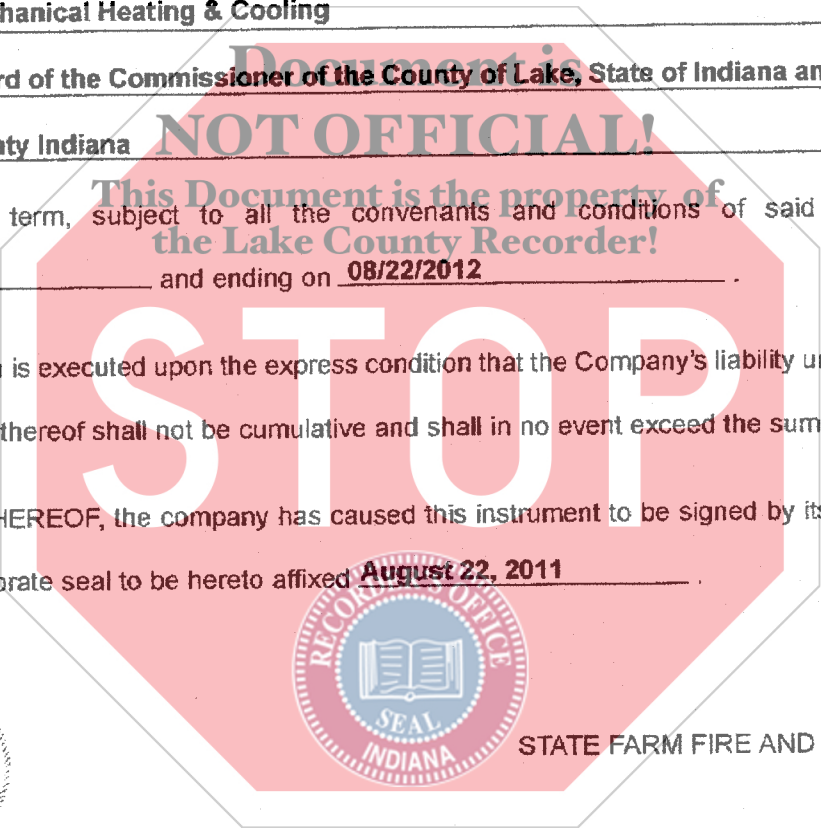 hanical Heating & Cooling
Document is
rd of the Commissioner of the County of Lake, State of Indiana an
NOT OFFICIAL!
nty Indiana
This Document is the property of
term, subject to all the convenants and conditions of said
the Lake County Recorder!
and ending on 08/22/2012 .
STOP
is executed upon the express condition that the Company's liability u
thereof shall not be cumulative and shall in no event exceed the sum
HEREOF, the company has caused this instrument to be signed by its
orate seal to be hereto affixed August 22, 2011 .
RECORDER'S OFFICE
SEAL
INDIANA
STATE FARM FIRE AND